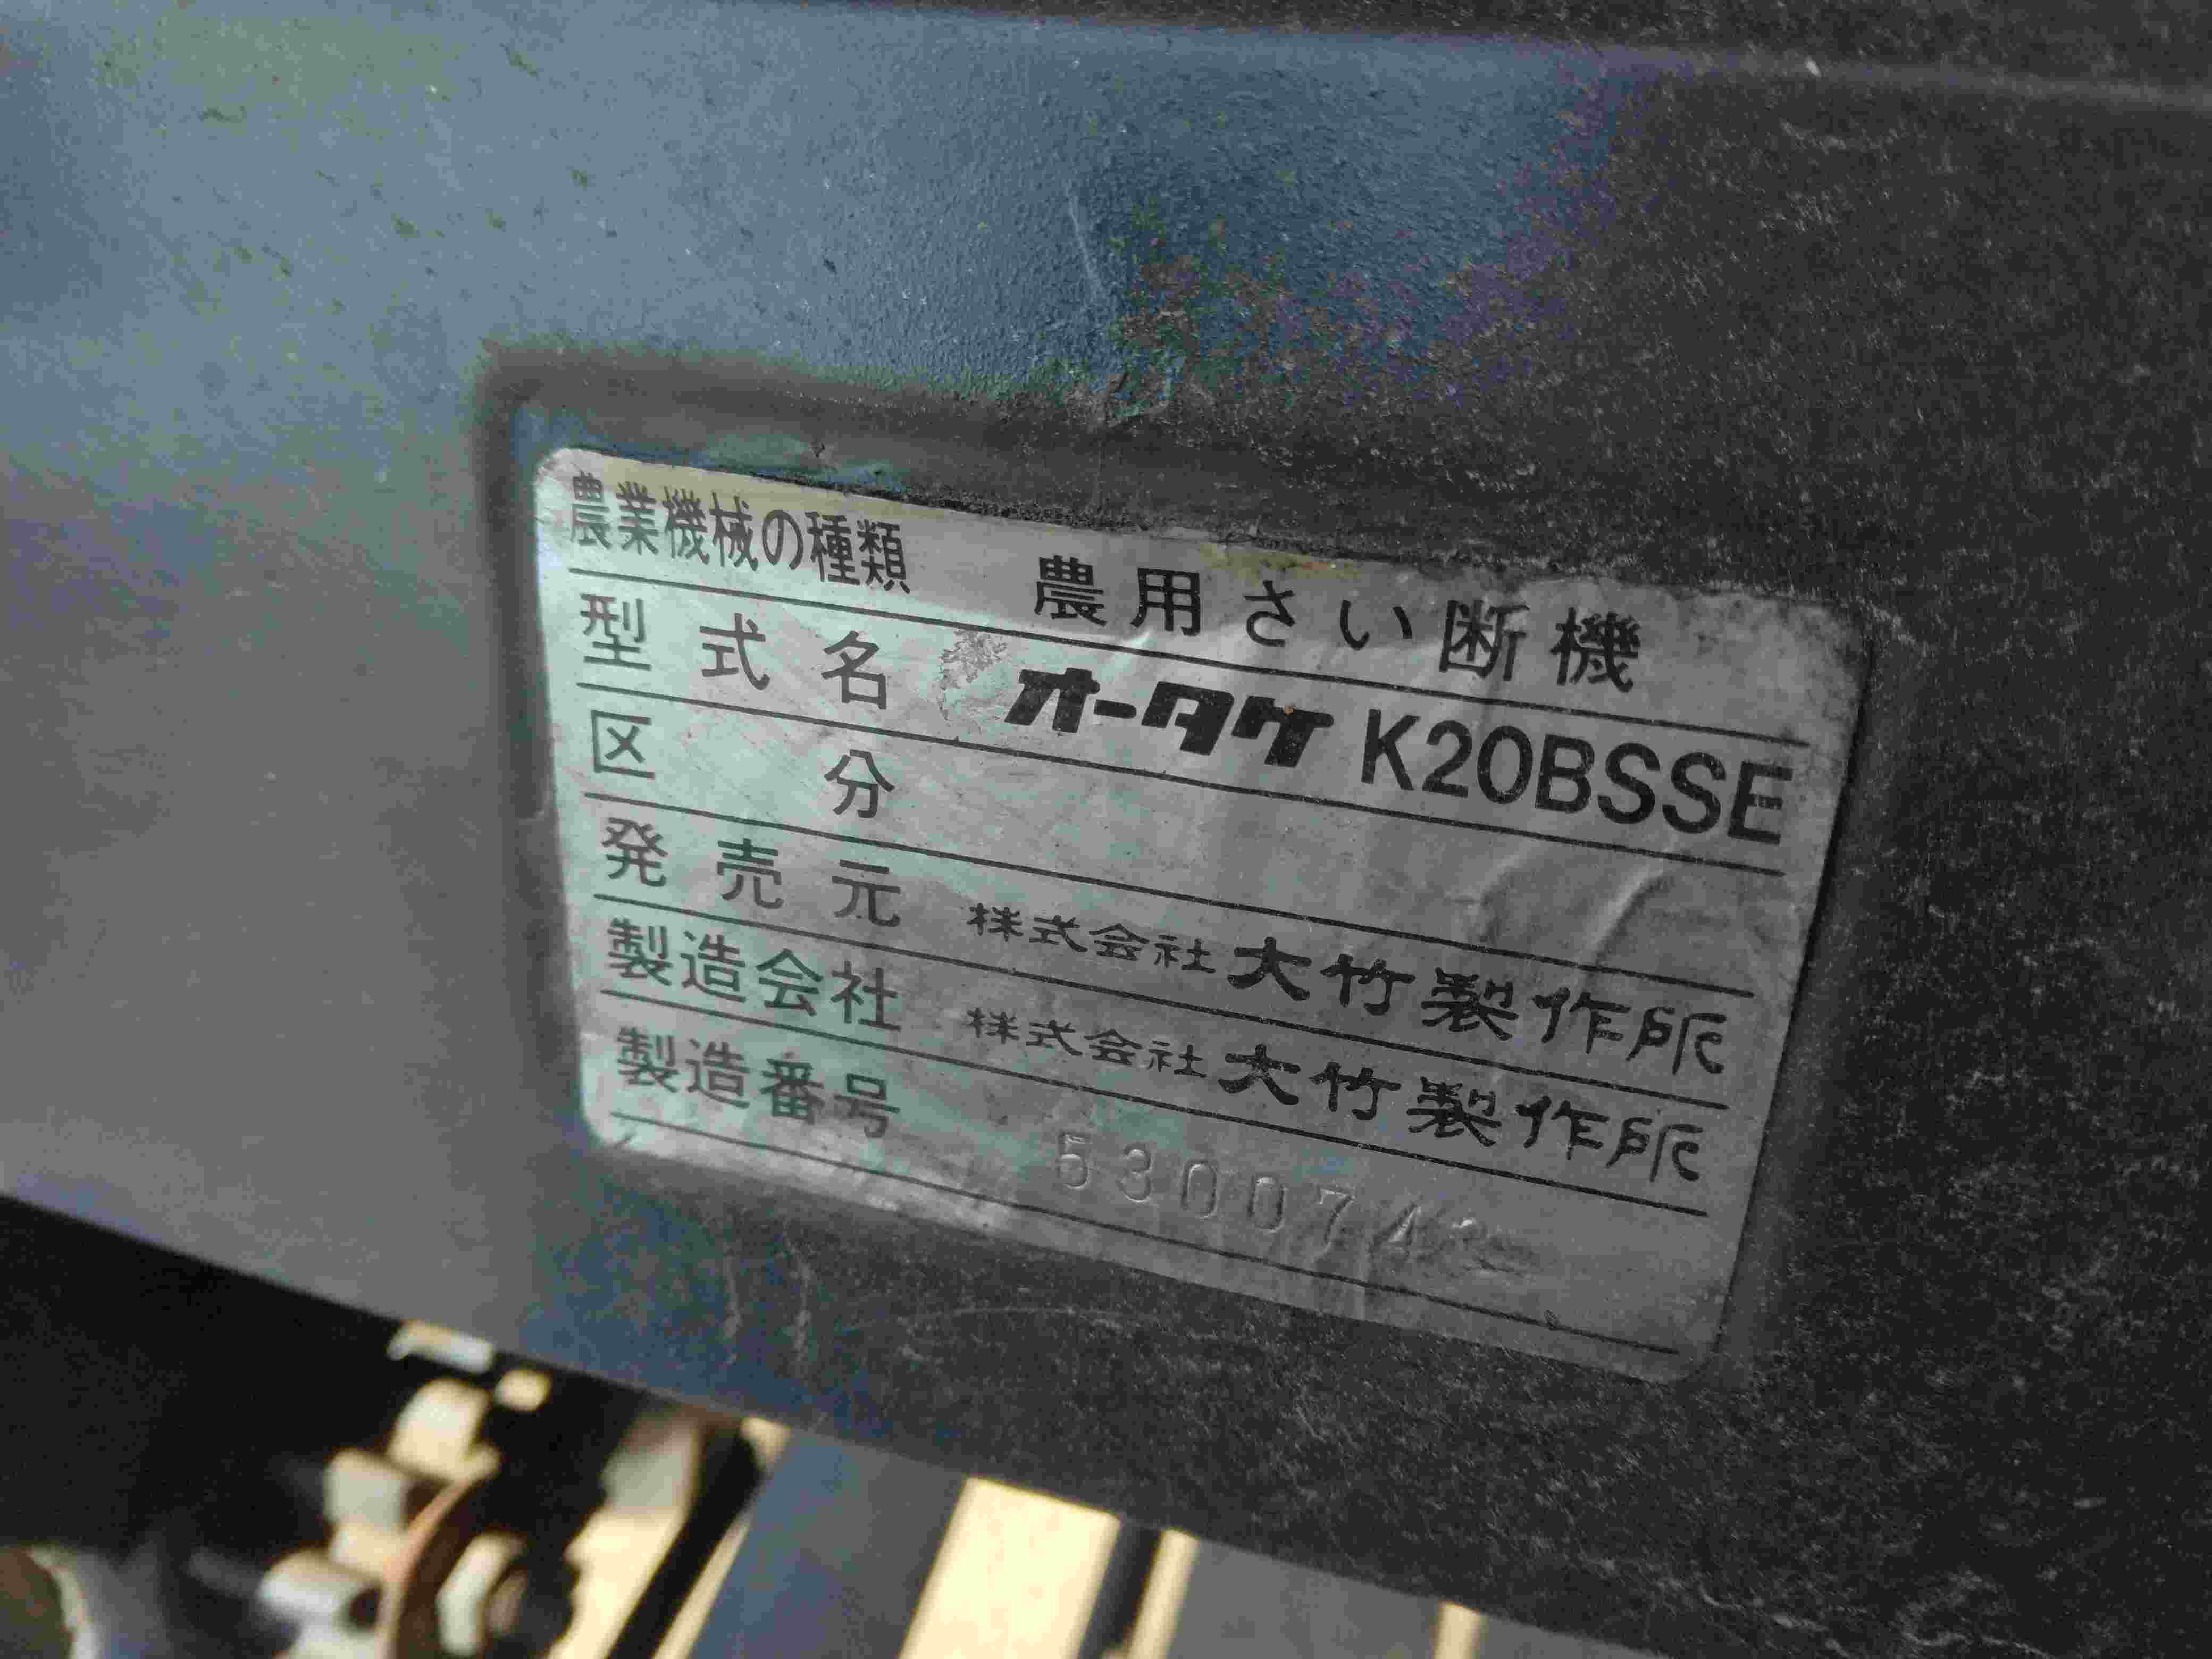 農業機械の種類 農用さい断機
型式名 オータケ K20BSSE
区分
発売元 株式会社 大竹製作所
製造会社 株式会社 大竹製作所
製造番号